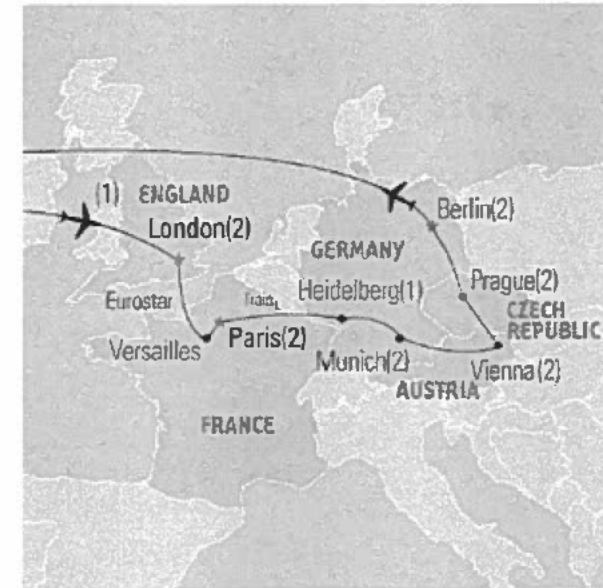 (1) ENGLAND
London(2)
Berlin(2)
GERMANY
Prague(2)
Heidelberg(1)
Eurostar
CZECH
REPUBLIC
Paris(2)
Versailles
Munich(2)
Vienna(2)
AUSTRIA
FRANCE